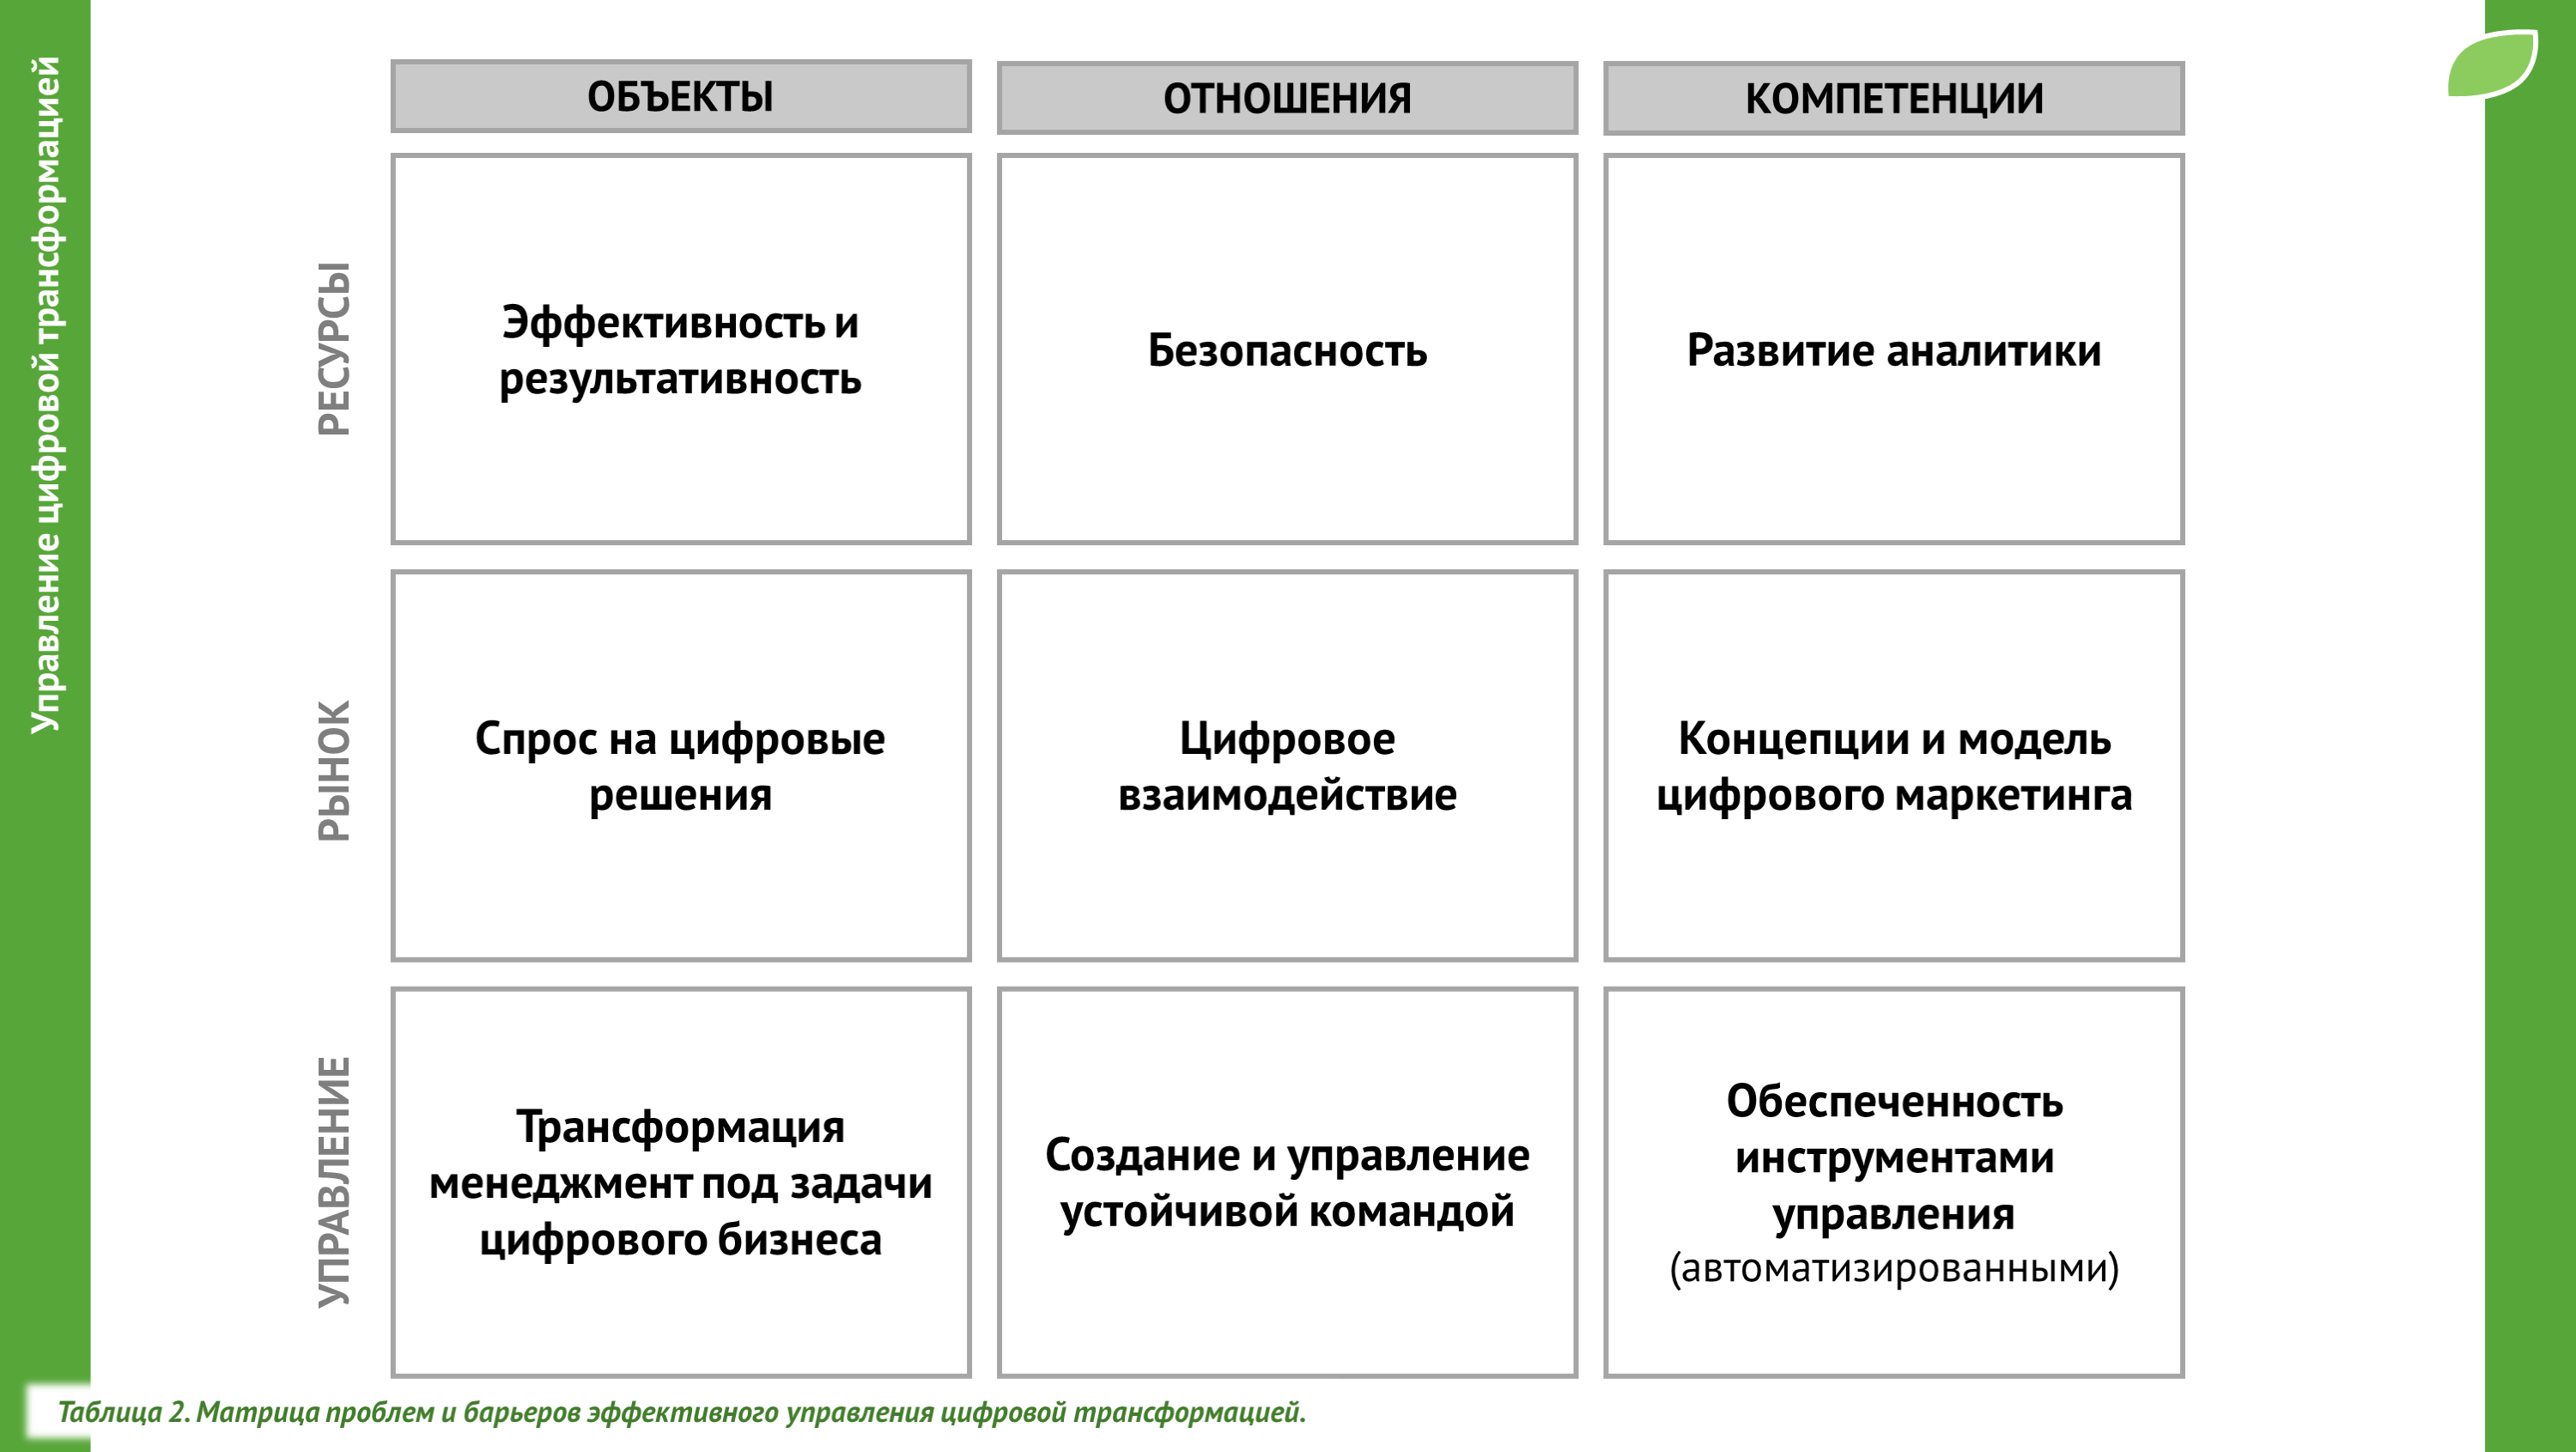 Управление цифровой трансформацией
ОБЪЕКТЫ
ОТНОШЕНИЯ
КОМПЕТЕНЦИИ
РЕСУРСЫ
Эффективность и
результативность
Безопасность
Развитие аналитики
РЫНОК
Спрос на цифровые
решения
Цифровое
взаимодействие
Концепции и модель
цифрового маркетинга
УПРАВЛЕНИЕ
Трансформация
менеджмент под задачи
цифрового бизнеса
Создание и управление
устойчивой командой
Обеспеченность
инструментами
управления
(автоматизированными)
Таблица 2. Матрица проблем и барьеров эффективного управления цифровой трансформацией.